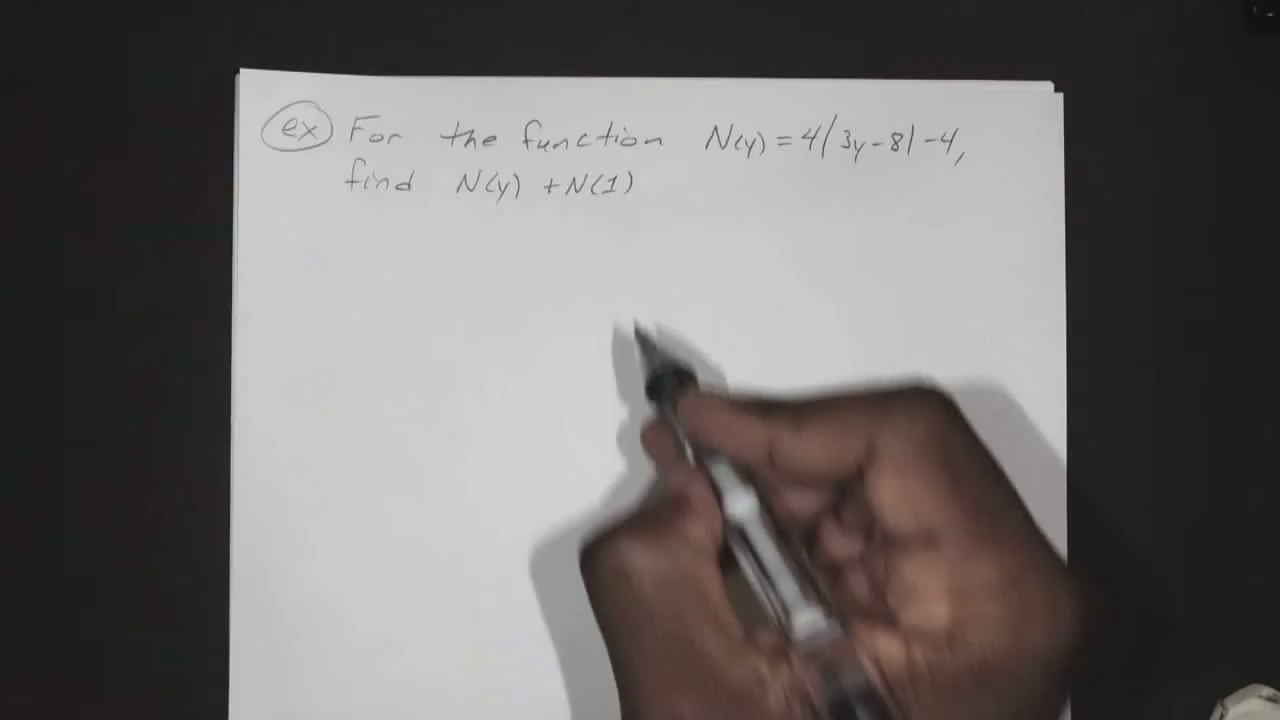 ex For the function N(y) = 4|3y-8|-4,
find N(y) + N(1)